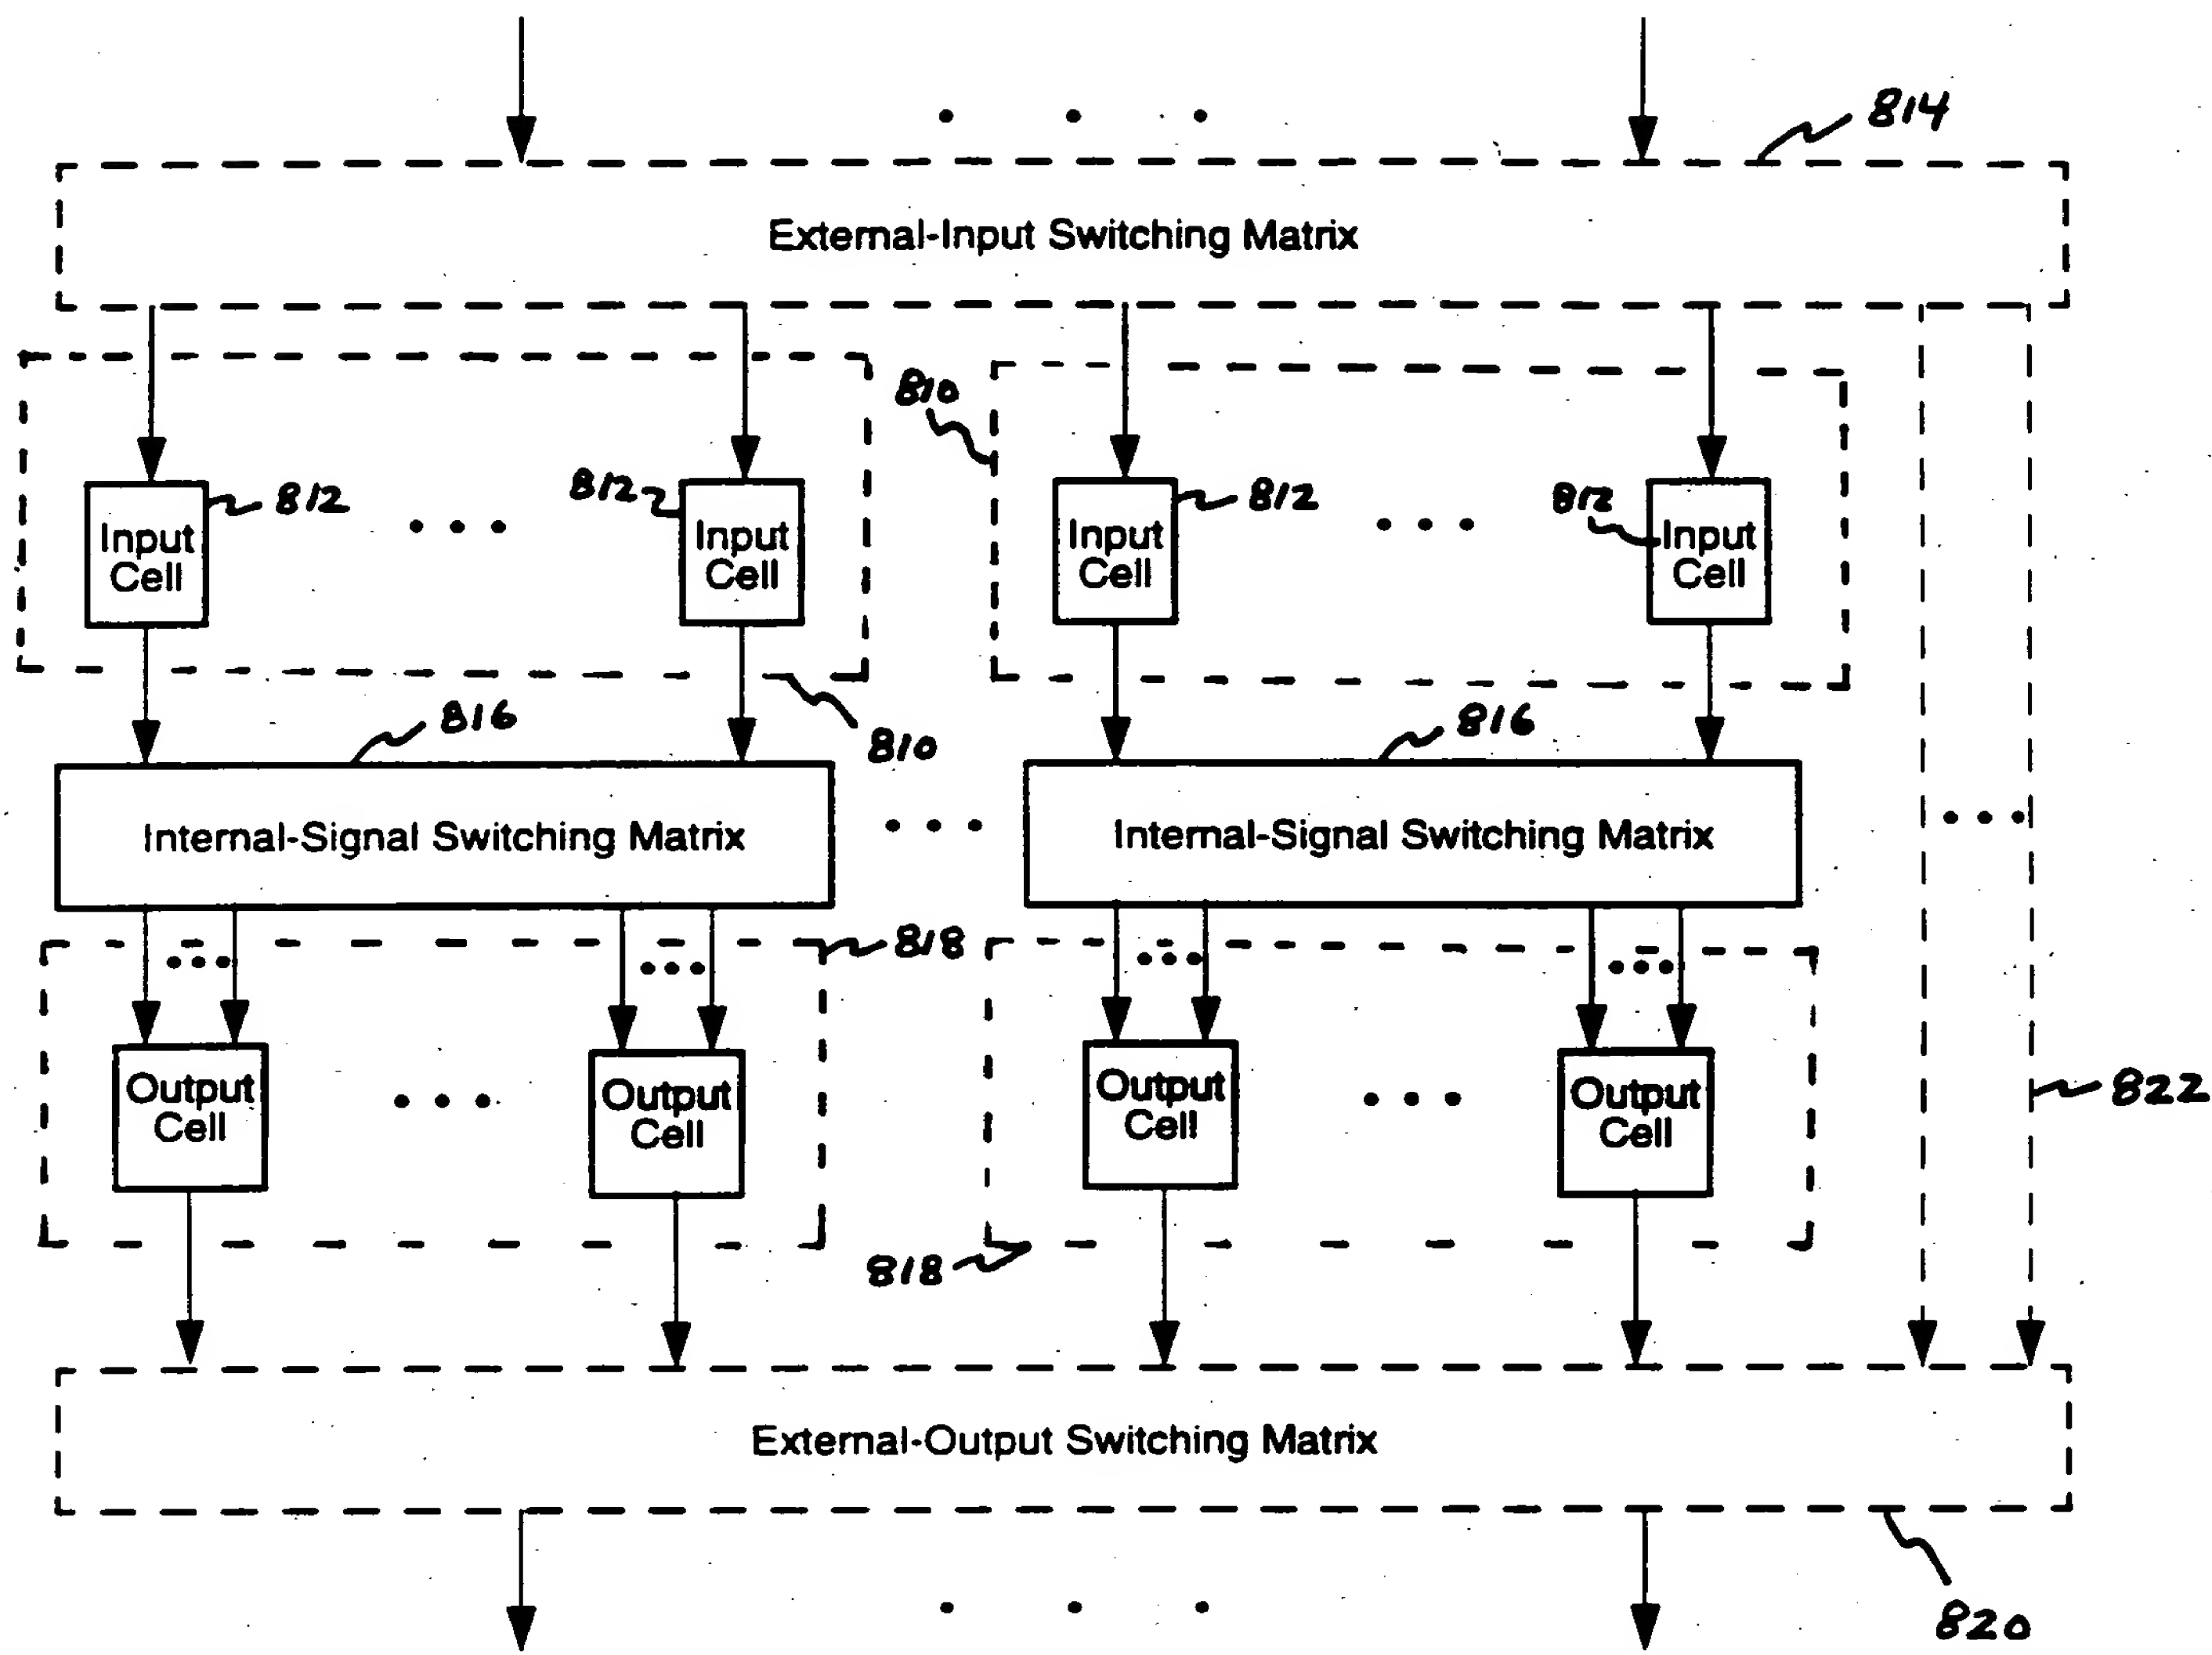 814
External-Input Switching Matrix
810
812
812
812
812
Input
Cell
Input
Cell
Input
Cell
Input
Cell
816
810
816
Internal-Signal Switching Matrix
Internal-Signal Switching Matrix
818
Output
Cell
Output
Cell
Output
Cell
Output
Cell
822
818
External-Output Switching Matrix
820